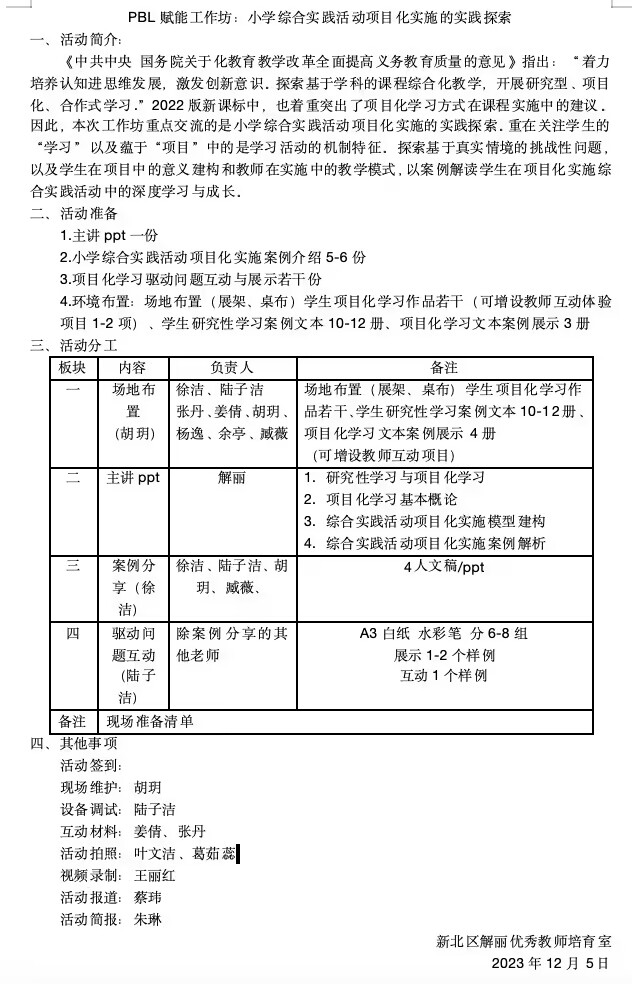 PBL 赋能工作坊：小学综合实践活动项目化实施的实践探索
一、活动简介：
《中共中央 国务院关于化教育教学改革全面提高义务教育质量的意见》指出：“着力
培养认知进思维发展，激发创新意识。探索基于学科的课程综合化教学，开展研究型、项目
化、合作式学习。”2022 版新课标中，也着重突出了项目化学习方式在课程实施中的建议。
因此，本次工作坊重点交流的是小学综合实践活动项目化实施的实践探索。重在关注学生的
“学习”以及蕴于“项目”中的是学习活动的机制特征。探索基于真实情境的挑战性问题，
以及学生在项目中的意义建构和教师在实施中的教学模式，以案例解读学生在项目化实施综
合实践活动中的深度学习与成长。
二、活动准备
1.主讲 ppt 一份
2.小学综合实践活动项目化实施案例介绍 5-6 份
3.项目化学习驱动问题互动与展示若干份
4.环境布置：场地布置（展架、桌布）学生项目化学习作品若干（可增设教师互动体验
项目 1-2 项）、学生研究性学习案例文本 10-12 册、项目化学习文本案例展示 3 册
三、活动分工
板块 内容 负责人 备注
一 场地布置（胡玥） 徐洁、陆子洁 张丹、姜倩、胡玥、杨逸、余亭、臧薇 场地布置（展架、桌布）学生项目化学习作品若干、学生研究性学习案例文本 10-12 册、项目化学习文本案例展示 4 册（可增设教师互动项目）
二 主讲 ppt 解丽 1. 研究性学习与项目化学习
2. 项目化学习基本概论
3. 综合实践活动项目化实施模型建构
4. 综合实践活动项目化实施案例解析
三 案例分享（徐洁） 徐洁、陆子洁、胡玥、臧薇、 4人文稿/ppt
四 驱动问题互动（陆子洁） 除案例分享的其他老师 A3 白纸 水彩笔 分 6-8 组
展示 1-2 个样例
互动 1 个样例
备注 现场准备清单
四、其他事项
活动签到：
现场维护：胡玥
设备调试：陆子洁
互动材料：姜倩、张丹
活动拍照：叶文洁、葛茹蕊
视频录制：王丽红
活动报道：蔡玮
活动简报：朱琳
新北区解丽优秀教师培育室
2023 年 12 月 5 日